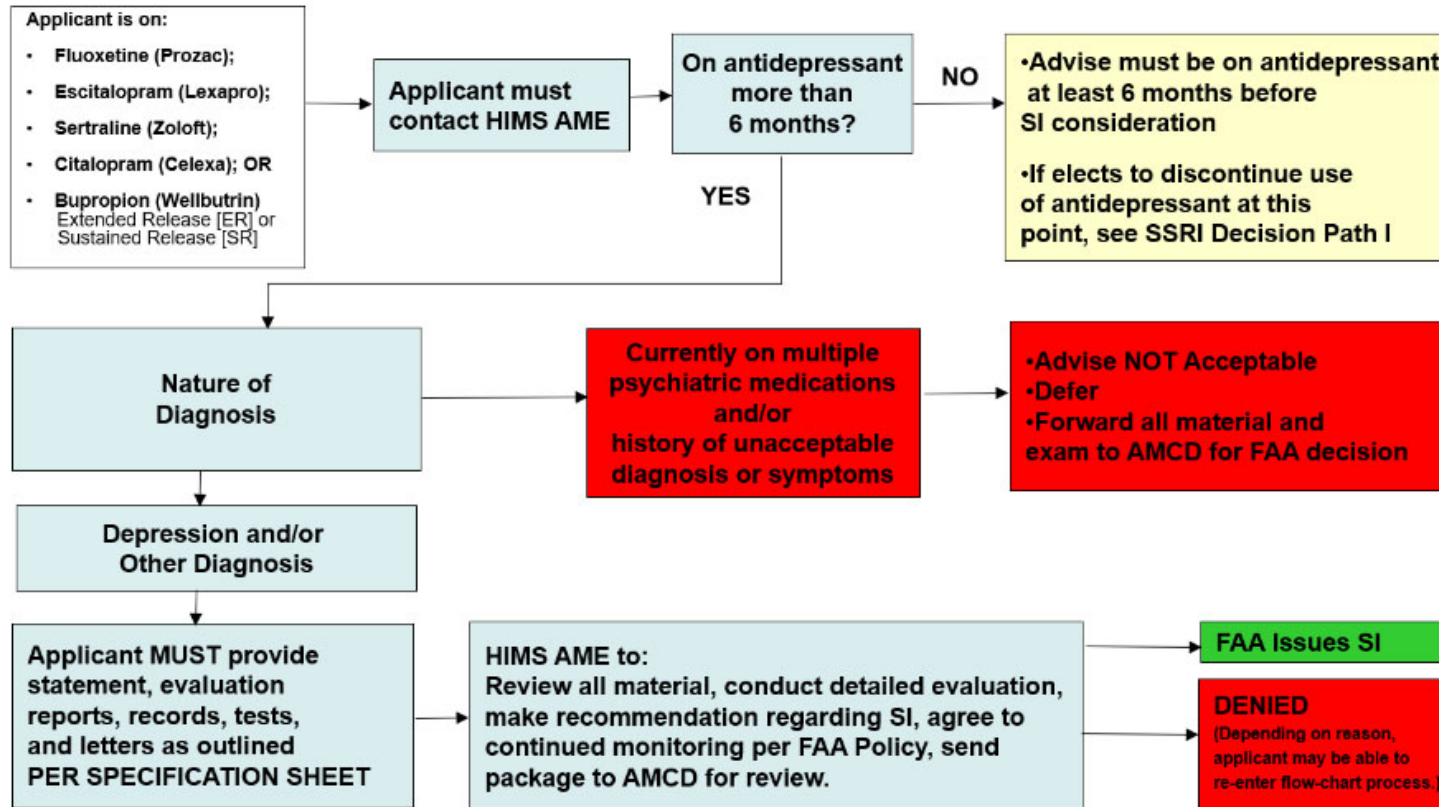 Applicant is on:
• Fluoxetine (Prozac);
• Escitalopram (Lexapro);
• Sertraline (Zoloft);
• Citalopram (Celexa); OR
• Bupropion (Wellbutrin)
Extended Release [ER] or
Sustained Release [SR]
Applicant must
contact HIMS AME
On antidepressant
more than
6 months?
NO
•Advise must be on antidepressant
at least 6 months before
SI consideration
•If elects to discontinue use
of antidepressant at this
point, see SSRI Decision Path I
YES
Nature of
Diagnosis
Currently on multiple
psychiatric medications
and/or
history of unacceptable
diagnosis or symptoms
•Advise NOT Acceptable
•Defer
•Forward all material and
exam to AMCD for FAA decision
Depression and/or
Other Diagnosis
Applicant MUST provide
statement, evaluation
reports, records, tests,
and letters as outlined
PER SPECIFICATION SHEET
HIMS AME to:
Review all material, conduct detailed evaluation,
make recommendation regarding SI, agree to
continued monitoring per FAA Policy, send
package to AMCD for review.
FAA Issues SI
DENIED
(Depending on reason,
applicant may be able to
re-enter flow-chart process.)